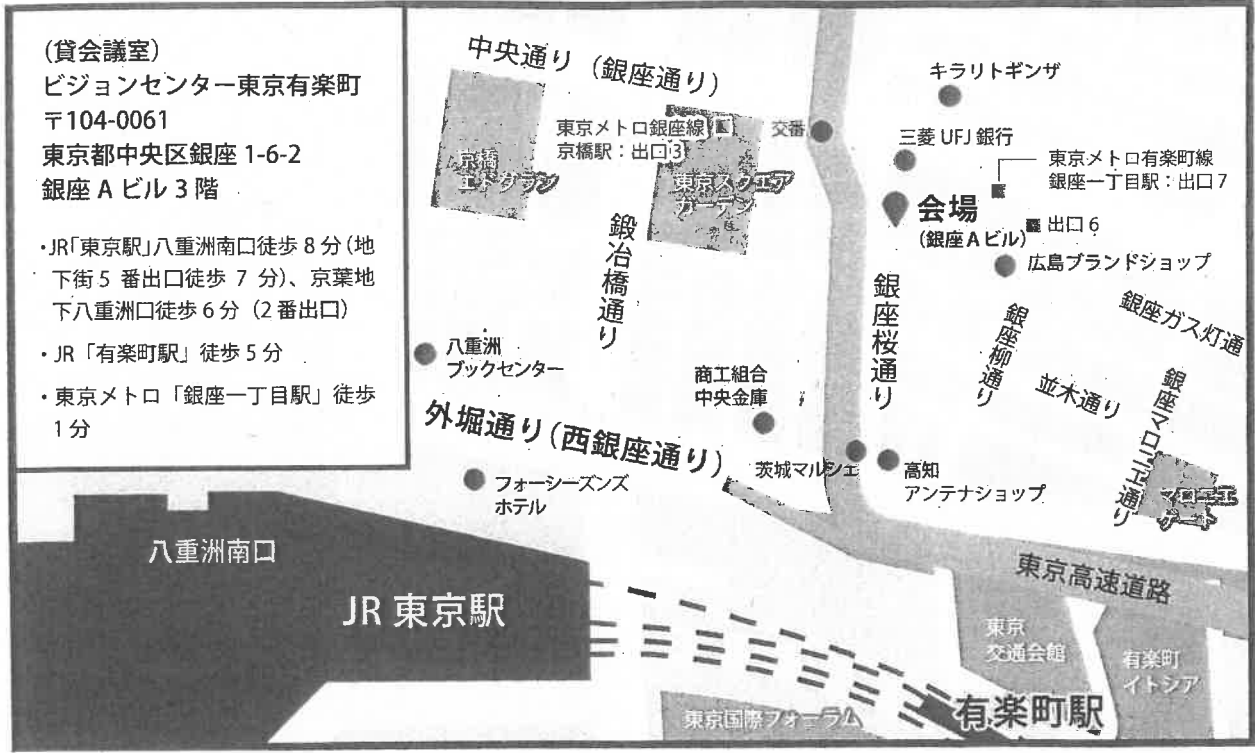 (貸会議室)
ビジョンセンター東京有楽町
〒104-0061
東京都中央区銀座 1-6-2
銀座 A ビル 3 階
・JR「東京駅」八重洲南口徒歩 8 分(地
下街 5 番出口徒歩 7 分)、京葉地
下八重洲口徒歩 6 分(2 番出口)
・JR「有楽町駅」徒歩 5 分
・東京メトロ「銀座一丁目駅」徒歩
1 分
中央通り(銀座通り)
キラリトギンザ
東京メトロ銀座線
京橋駅:出口 3
交番
三菱 UFJ 銀行
東京メトロ有楽町線
銀座一丁目駅:出口 7
京橋
エドグラン
東京スクエア
ガーデン
会場
(銀座 A ビル)
出口 6
広島ブランドショップ
鍛冶橋通り
銀座桜通り
銀座柳通り
銀座ガス灯通
並木通り
銀座マロニエ通り
八重洲
ブックセンター
商工組合
中央金庫
外堀通り(西銀座通り)
茨城マルシェ
高知
アンテナショップ
マロニエ
ゲート
フォーシーズンズ
ホテル
八重洲南口
JR 東京駅
東京高速道路
東京
交通会館
有楽町
イトシア
有楽町駅
東京国際フォーラム